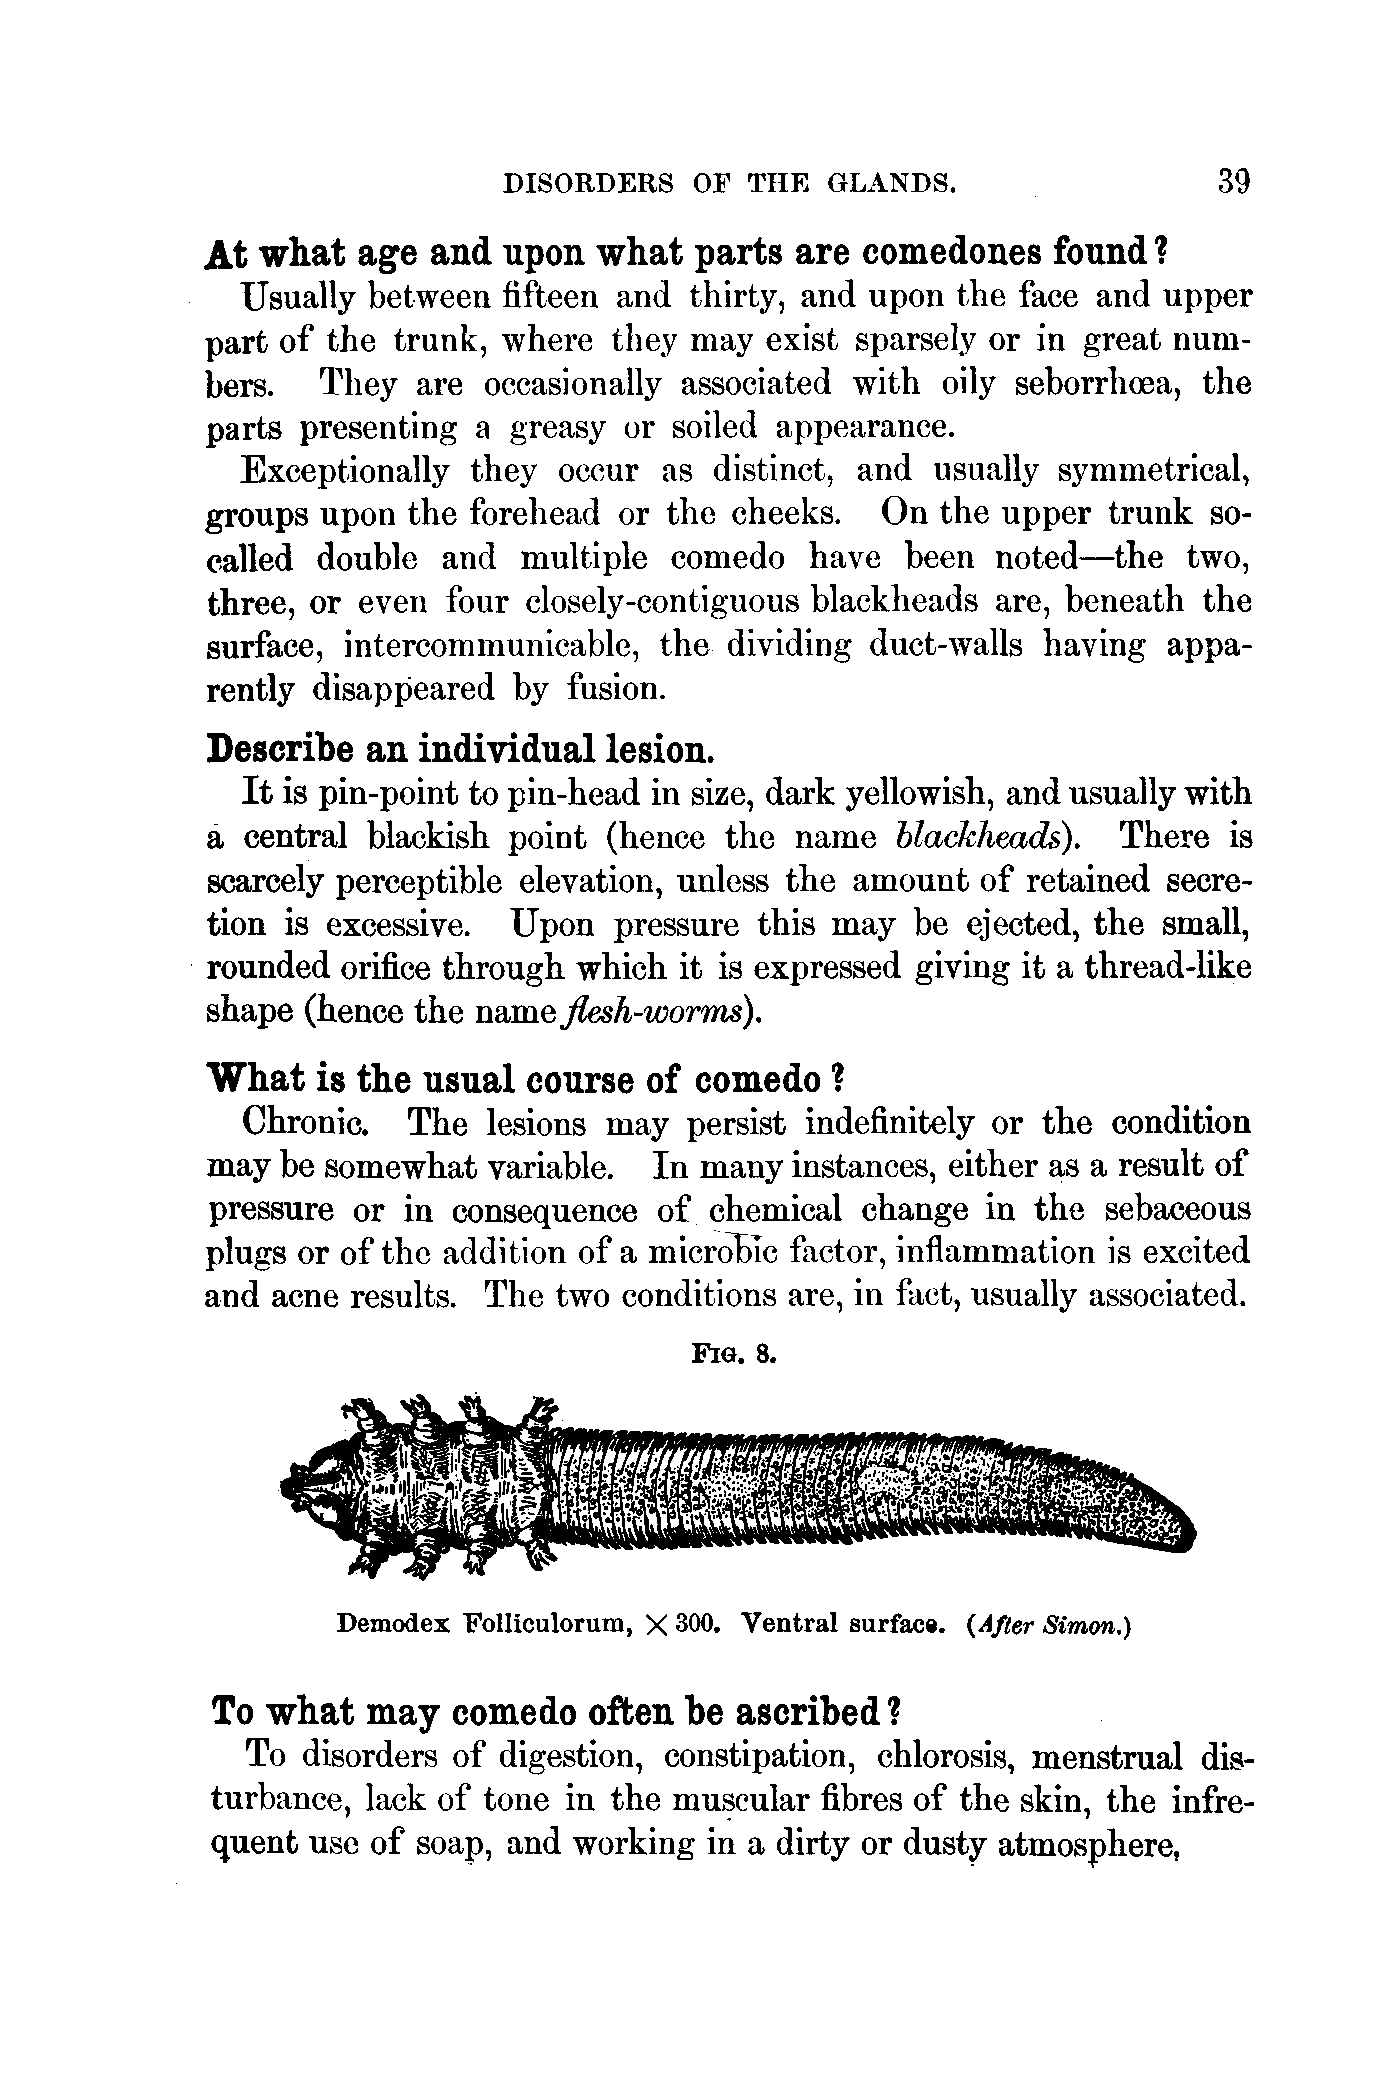 DISORDERS OF THE GLANDS. 39
At what age and upon what parts are comedones found?
Usually between fifteen and thirty, and upon the face and upper
part of the trunk, where they may exist sparsely or in great num-
bers. They are occasionally associated with oily seborrhœa, the
parts presenting a greasy or soiled appearance.
Exceptionally they occur as distinct, and usually symmetrical,
groups upon the forehead or the cheeks. On the upper trunk so-
called double and multiple comedo have been noted—the two,
three, or even four closely-contiguous blackheads are, beneath the
surface, intercommunicable, the dividing duct-walls having appa-
rently disappeared by fusion.
Describe an individual lesion.
It is pin-point to pin-head in size, dark yellowish, and usually with
a central blackish point (hence the name blackheads). There is
scarcely perceptible elevation, unless the amount of retained secre-
tion is excessive. Upon pressure this may be ejected, the small,
rounded orifice through which it is expressed giving it a thread-like
shape (hence the name flesh-worms).
What is the usual course of comedo?
Chronic. The lesions may persist indefinitely or the condition
may be somewhat variable. In many instances, either as a result of
pressure or in consequence of chemical change in the sebaceous
plugs or of the addition of a microbic factor, inflammation is excited
and acne results. The two conditions are, in fact, usually associated.
FIG. 8.
Demodex Folliculorum, × 300. Ventral surface. (After Simon.)
To what may comedo often be ascribed?
To disorders of digestion, constipation, chlorosis, menstrual dis-
turbance, lack of tone in the muscular fibres of the skin, the infre-
quent use of soap, and working in a dirty or dusty atmosphere,